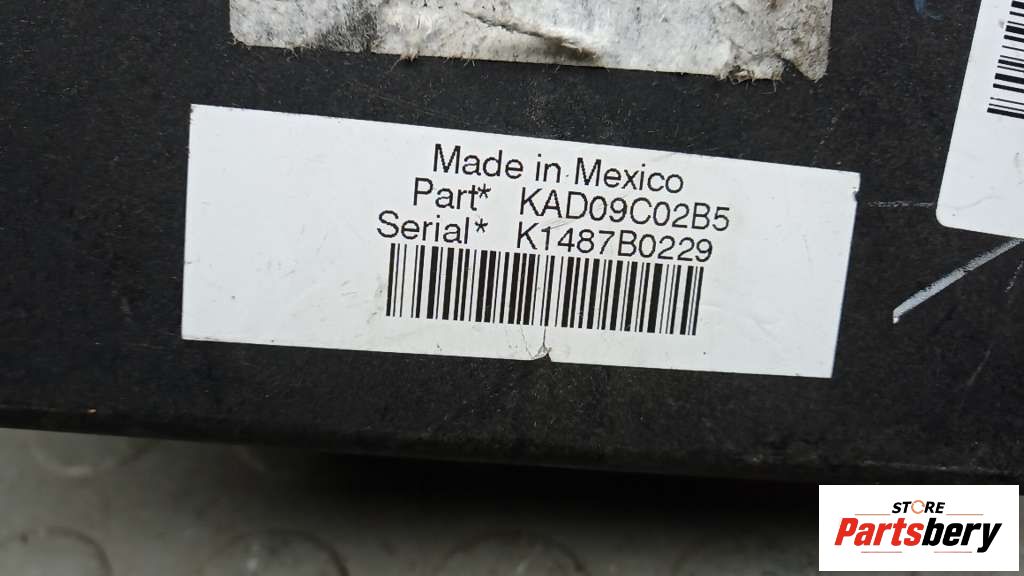 Made in Mexico
Part* KAD09C02B5
Serial* K1487B0229
STORE
Partsbery